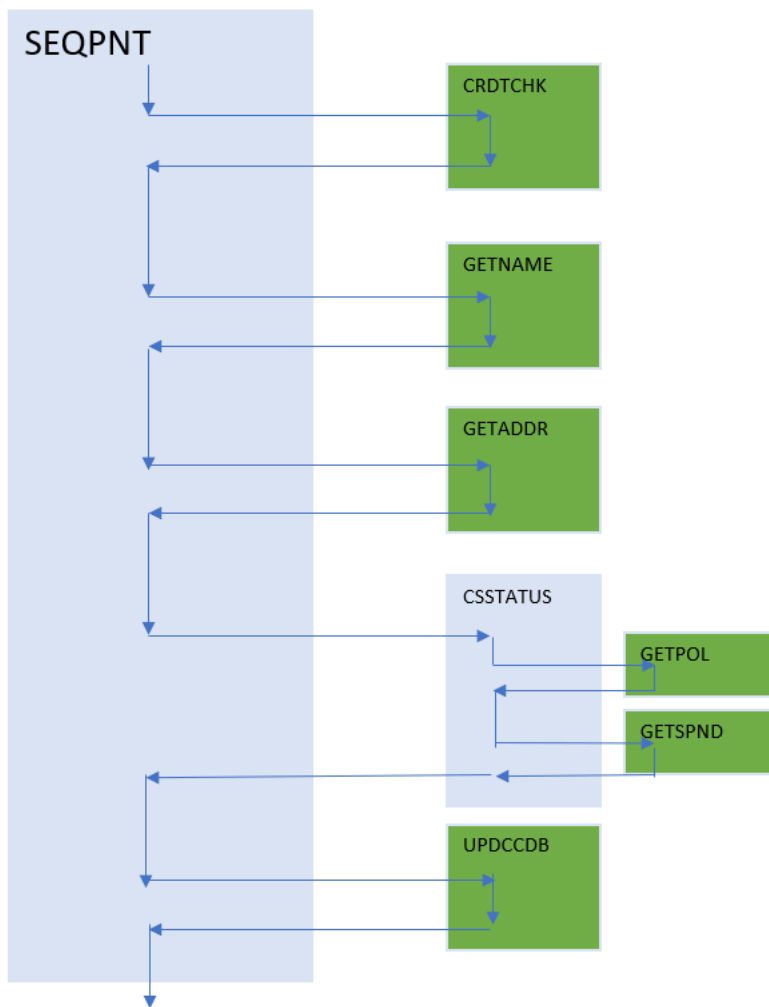 SEQPNT
CRDTCHK
GETNAME
GETADDR
CSSTATUS
GETPOL
GETSPND
UPDCCDB